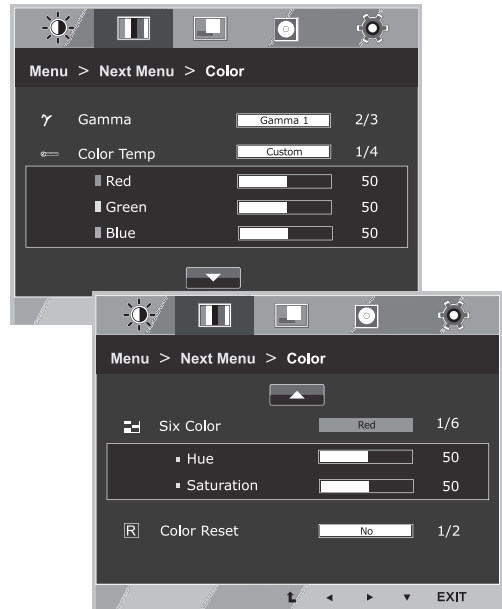 Menu > Next Menu > Color
γ Gamma Gamma 1 2/3
Color Temp Custom 1/4
Red 50
Green 50
Blue 50
Menu > Next Menu > Color
Six Color Red 1/6
Hue 50
Saturation 50
R Color Reset No 1/2
EXIT